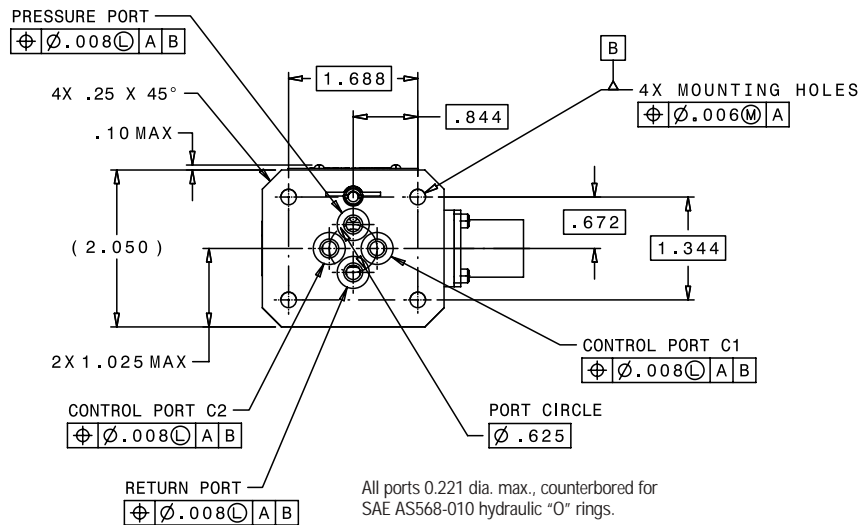 PRESSURE PORT
⌖ Ø.008Ⓛ A B
4X .25 X 45°
.10 MAX
1.688
.844
B
4X MOUNTING HOLES
⌖ Ø.006Ⓜ A
(2.050)
.672
1.344
2X 1.025 MAX
CONTROL PORT C1
⌖ Ø.008Ⓛ A B
CONTROL PORT C2
⌖ Ø.008Ⓛ A B
PORT CIRCLE
Ø.625
RETURN PORT
⌖ Ø.008Ⓛ A B
All ports 0.221 dia. max., counterbored for
SAE AS568-010 hydraulic “O” rings.